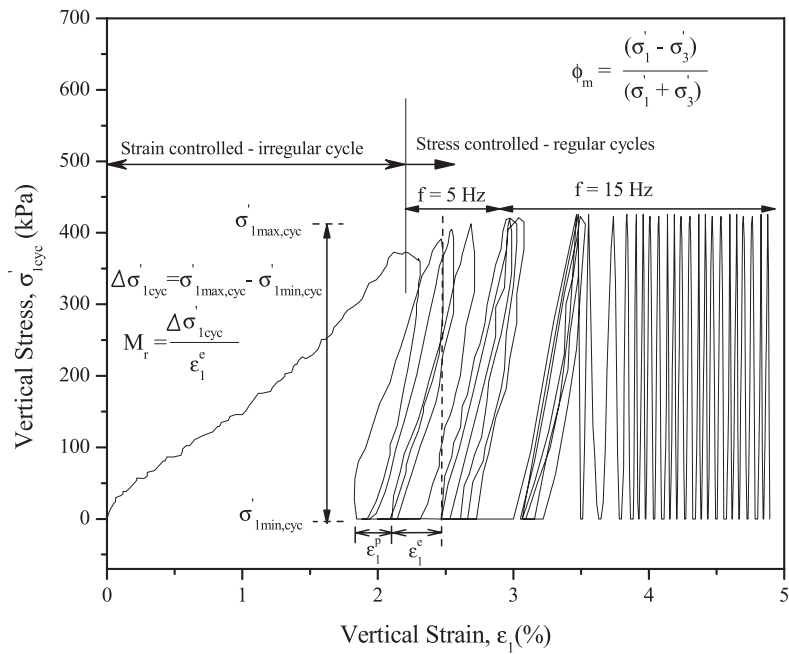 700
600
500
400
300
200
100
0
Vertical Stress, σ'1cyc (kPa)
ϕm = (σ'1 - σ'3) / (σ'1 + σ'3)
Strain controlled - irregular cycle
Stress controlled - regular cycles
f = 5 Hz
f = 15 Hz
σ'1max,cyc
Δσ'1cyc=σ'1max,cyc- σ'1min,cyc
Mr = Δσ'1cyc / εe1
σ'1min,cyc
εp1
εe1
0 1 2 3 4 5
Vertical Strain, ε1(%)